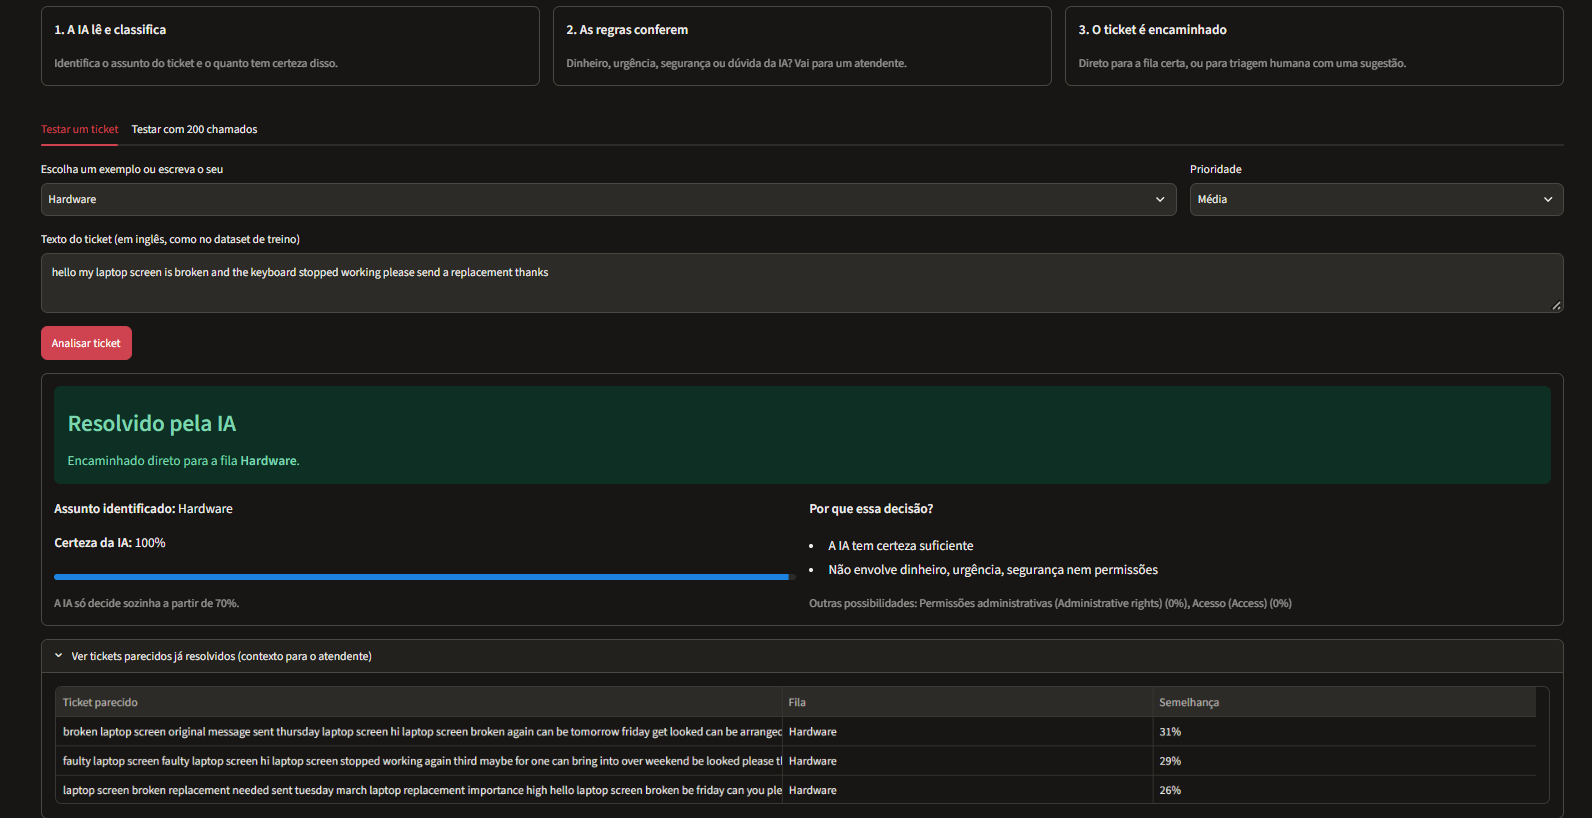 1. A IA lê e classifica
Identifica o assunto do ticket e o quanto tem certeza disso.
2. As regras conferem
Dinheiro, urgência, segurança ou dúvida da IA? Vai para um atendente.
3. O ticket é encaminhado
Direto para a fila certa, ou para triagem humana com uma sugestão.
Testar um ticket
Testar com 200 chamados
Escolha um exemplo ou escreva o seu
Prioridade
Hardware
Média
Texto do ticket (em inglês, como no dataset de treino)
hello my laptop screen is broken and the keyboard stopped working please send a replacement thanks
Analisar ticket
Resolvido pela IA
Encaminhado direto para a fila Hardware.
Assunto identificado: Hardware
Certeza da IA: 100%
A IA só decide sozinha a partir de 70%.
Por que essa decisão?
• A IA tem certeza suficiente
• Não envolve dinheiro, urgência, segurança nem permissões
Outras possibilidades: Permissões administrativas (Administrative rights) (0%), Acesso (Access) (0%)
Ver tickets parecidos já resolvidos (contexto para o atendente)
Ticket parecido Fila Semelhança
broken laptop screen original message sent thursday laptop screen hi laptop screen broken again can be tomorrow friday get looked can be arranged Hardware 31%
faulty laptop screen faulty laptop screen hi laptop screen stopped working again third maybe for one can bring into over weekend be looked please Hardware 29%
laptop screen broken replacement needed sent tuesday march laptop replacement importance high hello laptop screen broken be friday can you ple Hardware 26%